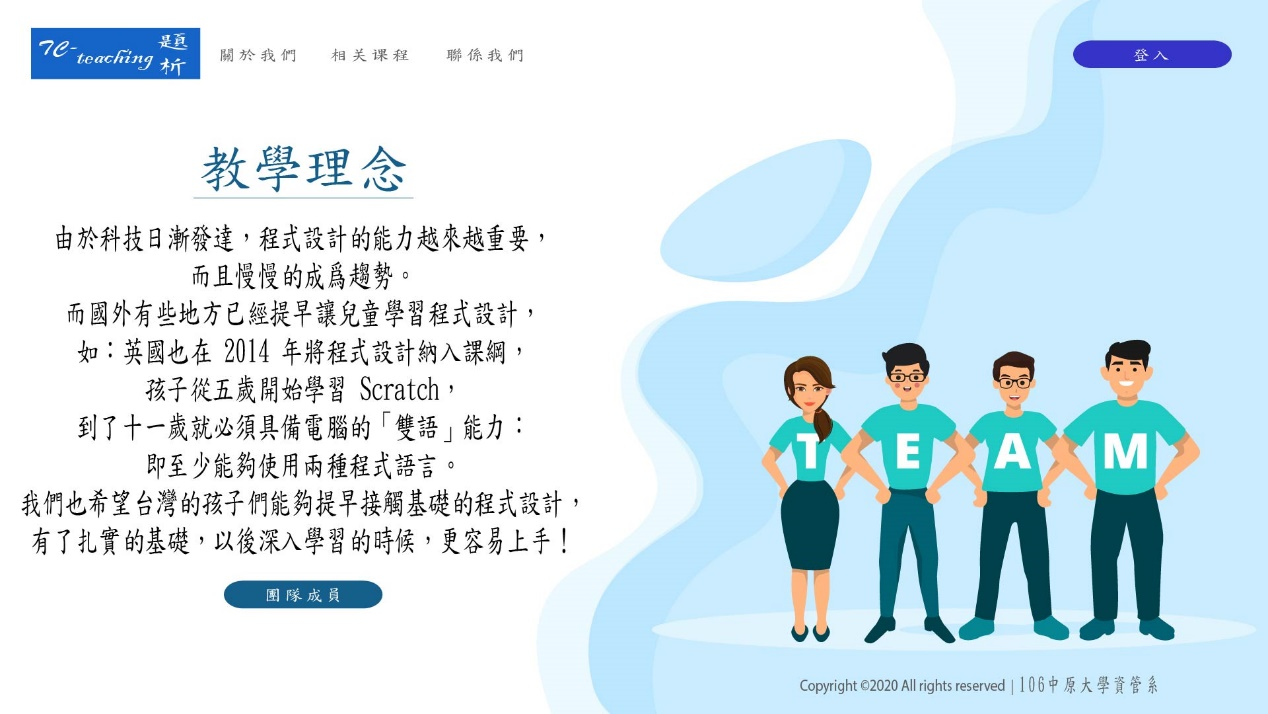 TC-teaching 題析
關於我們 相关课程 聯係我們
登入
教學理念
由於科技日漸發達，程式設計的能力越來越重要，
而且慢慢的成爲趨勢。
而國外有些地方已經提早讓兒童學習程式設計，
如：英國也在 2014 年將程式設計納入課綱，
孩子從五歲開始學習 Scratch，
到了十一歲就必須具備電腦的「雙語」能力：
即至少能夠使用兩種程式語言。
我們也希望台灣的孩子們能夠提早接觸基礎的程式設計，
有了扎實的基礎，以後深入學習的時候，更容易上手！
團隊成員
T E A M
Copyright ©2020 All rights reserved | 106中原大學資管系